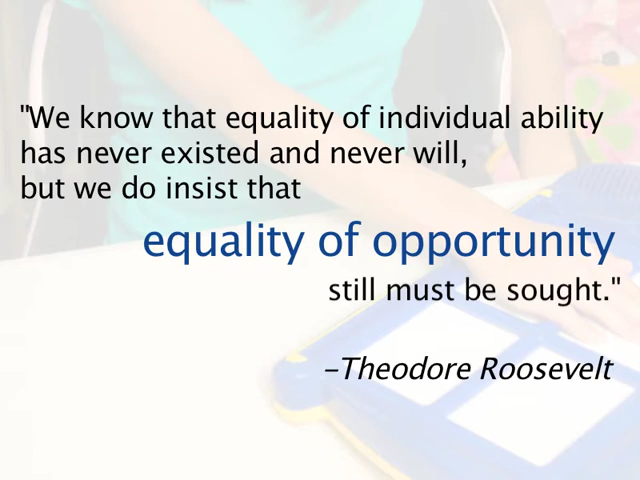 "We know that equality of individual ability
has never existed and never will,
but we do insist that
equality of opportunity
still must be sought."
–Theodore Roosevelt